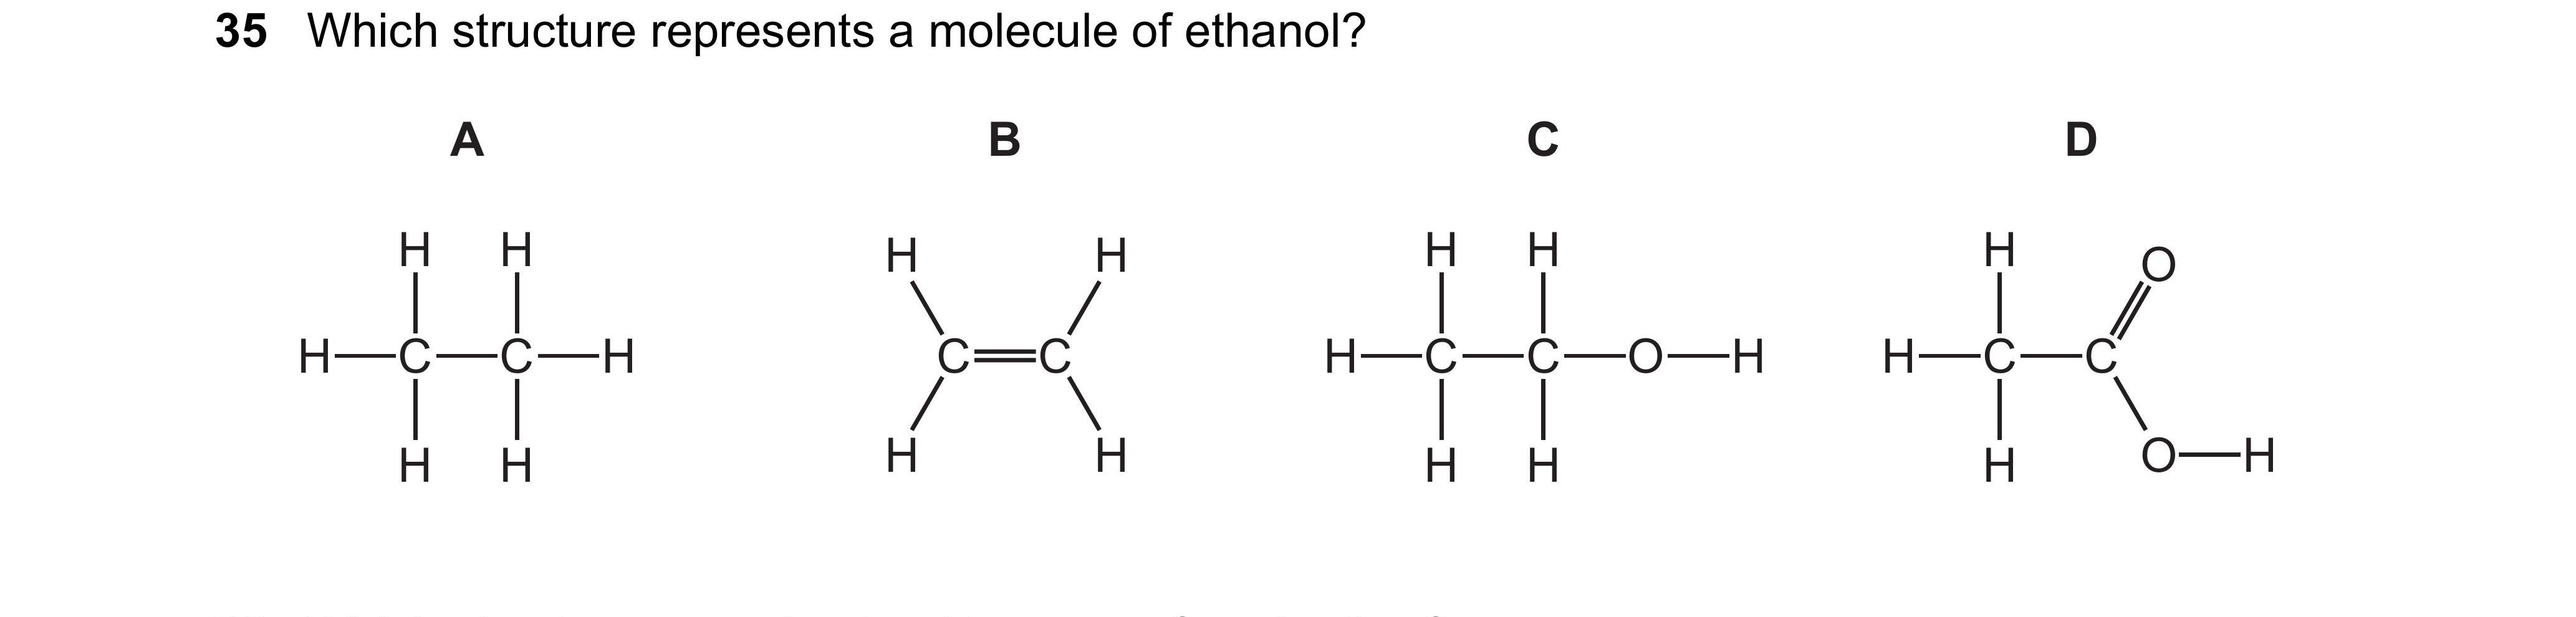 35 Which structure represents a molecule of ethanol?
A B C D
H H H H H H H O
H C C H C C H C C O H H C C
H H H H H H H O H